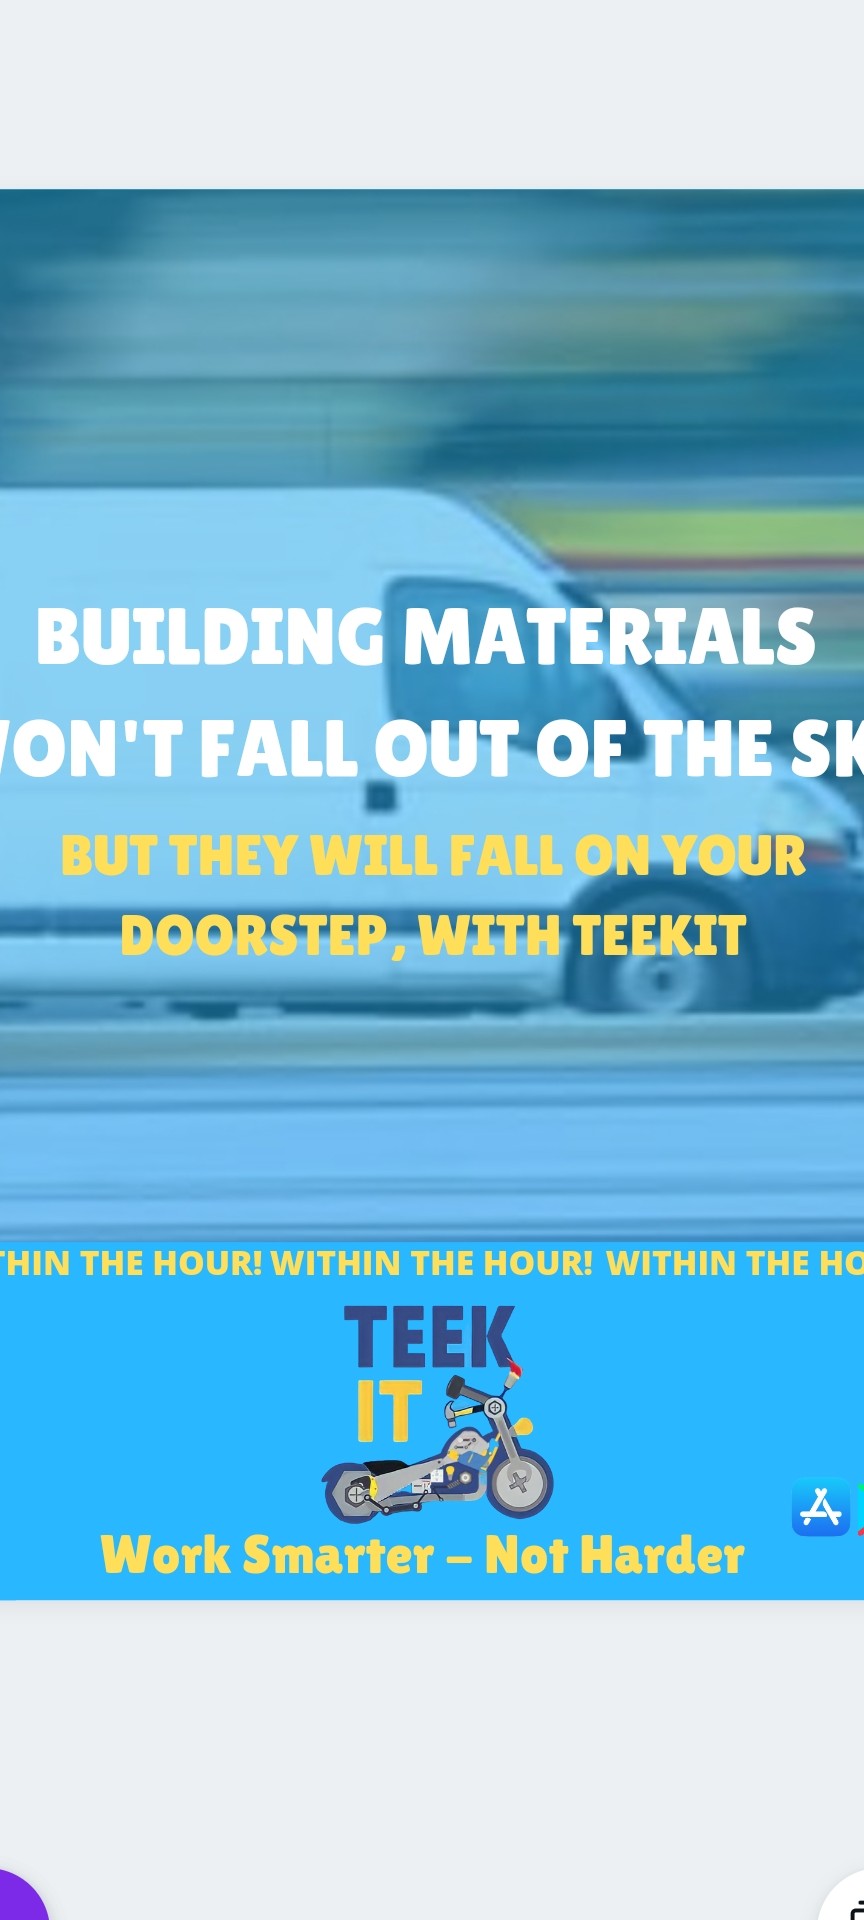 BUILDING MATERIALS
WON'T FALL OUT OF THE SK
BUT THEY WILL FALL ON YOUR
DOORSTEP, WITH TEEKIT
THIN THE HOUR! WITHIN THE HOUR! WITHIN THE HO
TEEK
IT
Work Smarter – Not Harder